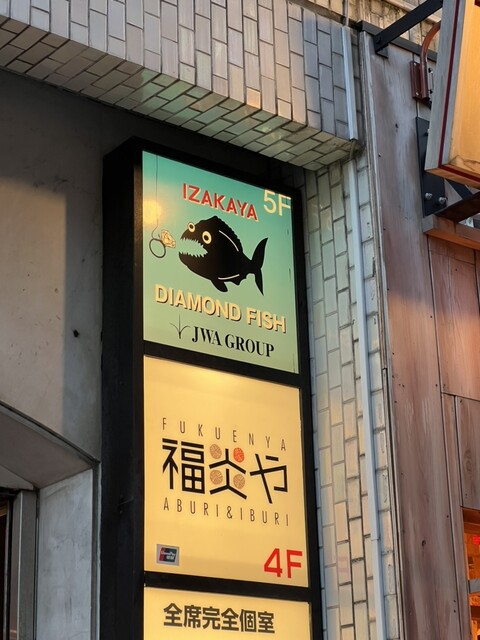 IZAKAYA 5F
DIAMOND FISH
JWA GROUP
FUKUENYA
福炎や
ABURI&IBURI
4F
全席完全個室